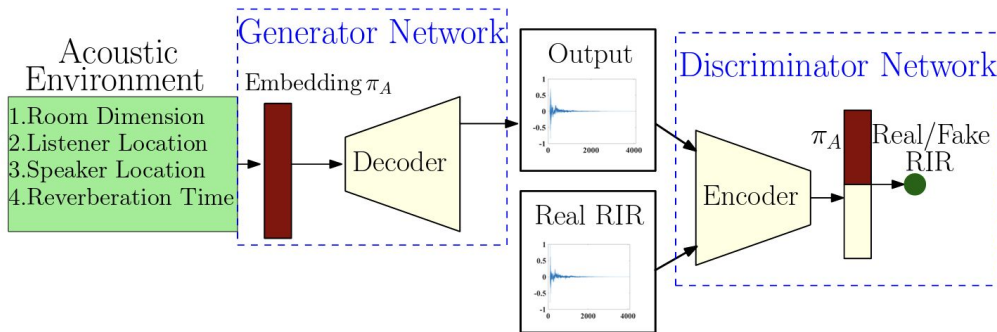 Acoustic
Environment
1.Room Dimension
2.Listener Location
3.Speaker Location
4.Reverberation Time
Generator Network
Embedding π_A
Decoder
Output
1
0.5
0
-0.5
-1
0
2000
4000
Real RIR
1
0.5
0
-0.5
-1
0
2000
4000
Discriminator Network
Encoder
π_A
Real/Fake
RIR